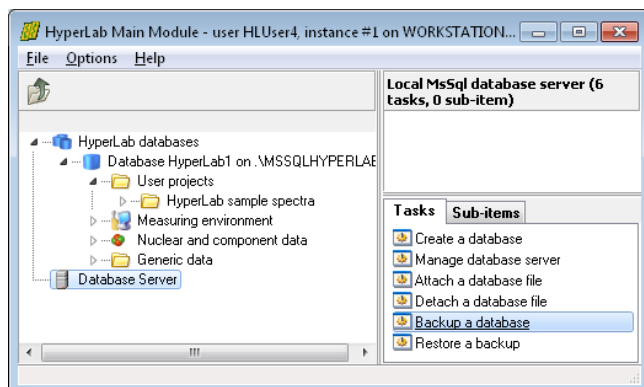 HyperLab Main Module - user HLUser4, instance #1 on WORKSTATION...
File Options Help
Local MsSql database server (6
tasks, 0 sub-item)
HyperLab databases
Database HyperLab1 on .\MSSQLHYPERLAB
User projects
HyperLab sample spectra
Measuring environment
Nuclear and component data
Generic data
Database Server
Tasks Sub-items
Create a database
Manage database server
Attach a database file
Detach a database file
Backup a database
Restore a backup